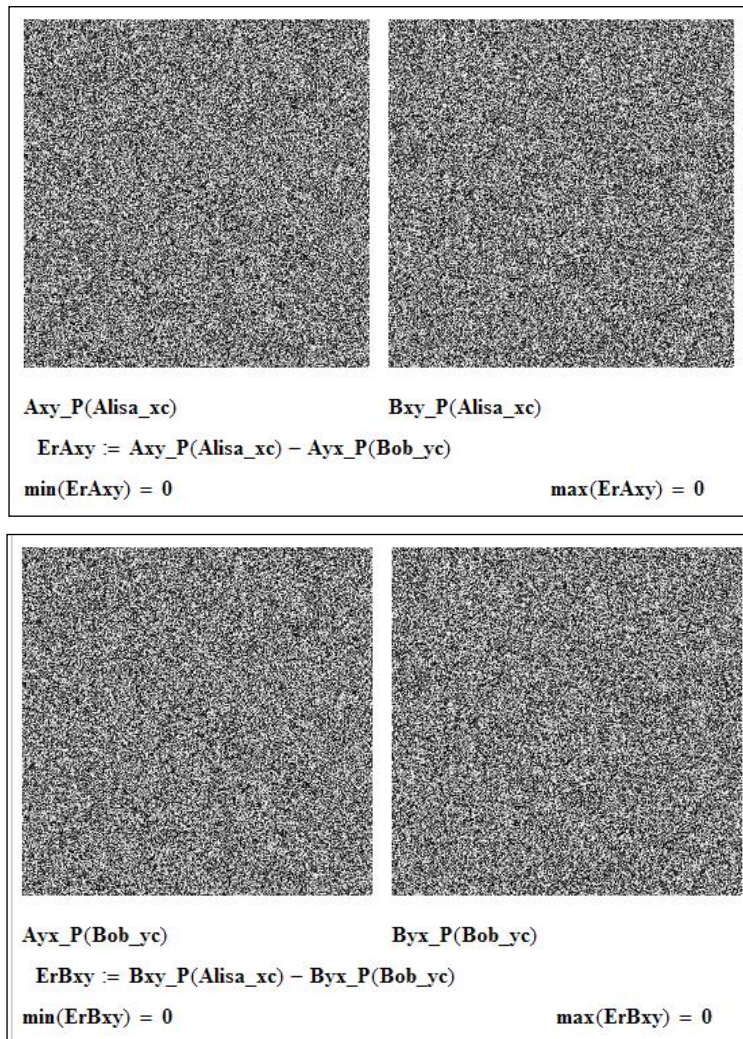 Axy_P(Alisa_xc) Bxy_P(Alisa_xc)
ErAxy := Axy_P(Alisa_xc) − Ayx_P(Bob_yc)
min(ErAxy) = 0 max(ErAxy) = 0
Ayx_P(Bob_yc) Byx_P(Bob_yc)
ErBxy := Bxy_P(Alisa_xc) − Byx_P(Bob_yc)
min(ErBxy) = 0 max(ErBxy) = 0